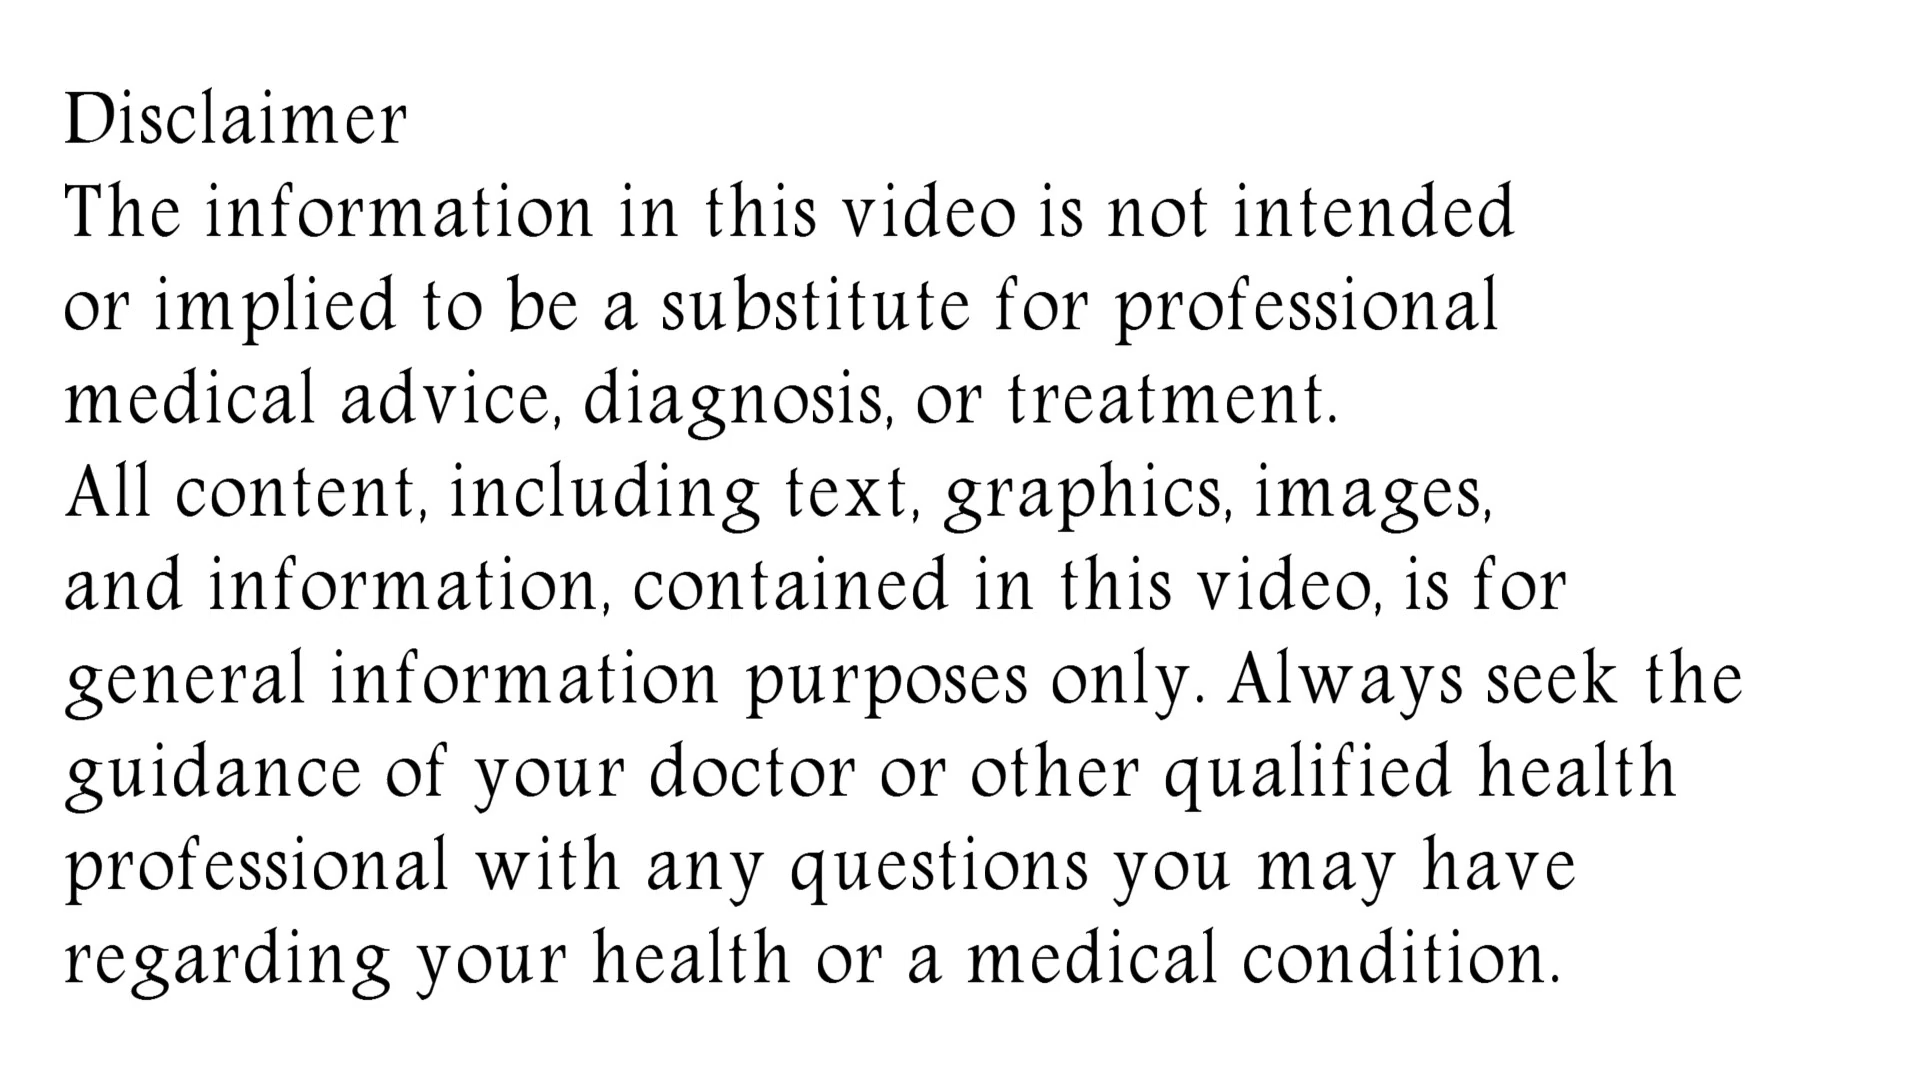 Disclaimer
The information in this video is not intended
or implied to be a substitute for professional
medical advice, diagnosis, or treatment.
All content, including text, graphics, images,
and information, contained in this video, is for
general information purposes only. Always seek the
guidance of your doctor or other qualified health
professional with any questions you may have
regarding your health or a medical condition.